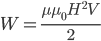 W = \frac{\mu\mu_0 H^2 V}{2}